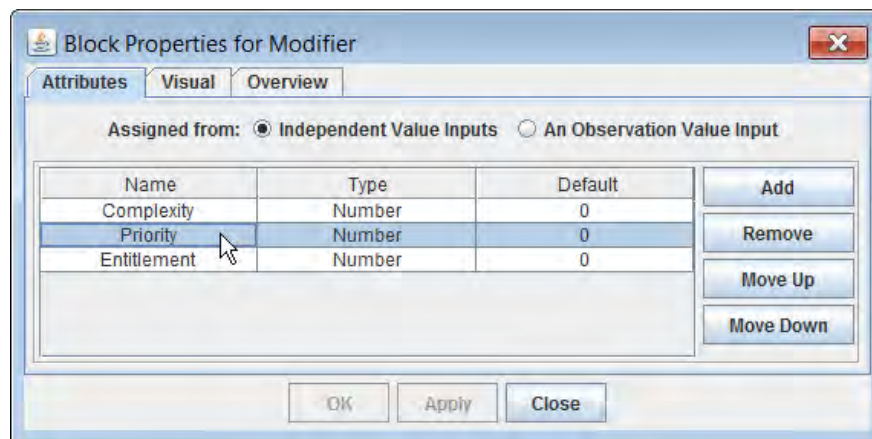 Block Properties for Modifier
Attributes Visual Overview
Assigned from: Independent Value Inputs An Observation Value Input
Name Type Default
Complexity Number 0
Priority Number 0
Entitlement Number 0
Add
Remove
Move Up
Move Down
OK Apply Close